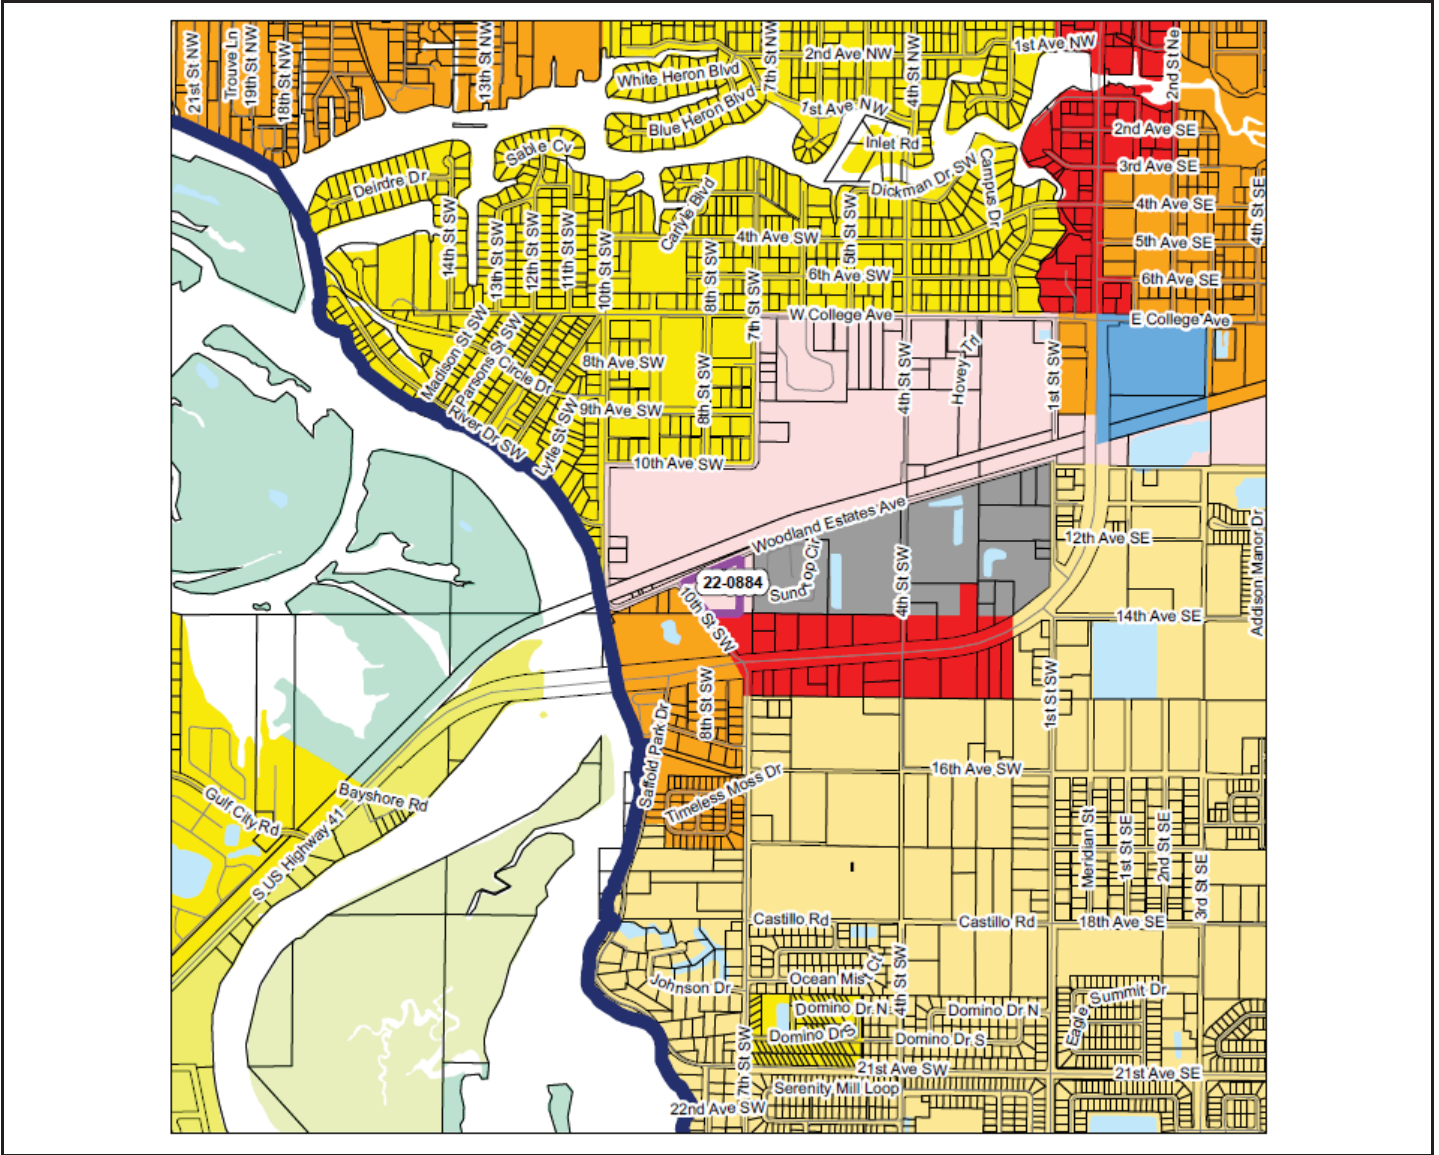 21st St NW
Trouve Ln
19th St NW
18th St NW
13th St NW
7th St NW
2nd Ave NW
4th St NW
1st Ave NW
2nd St Ne
White Heron Blvd
Blue Heron Blvd
1st Ave NW
Inlet Rd
2nd Ave SE
3rd Ave SE
Sable Cv
Deirdre Dr
Dickman Dr SW
Campus Dr
Carlyle Blvd
4th Ave SE
4th St SE
14th St SW
13th St SW
12th St SW
11th St SW
10th St SW
8th St SW
4th Ave SW
5th St SW
5th Ave SE
6th Ave SW
6th Ave SE
7th St SW
W College Ave
E College Ave
Madison St SW
Parsons St SW
Circle Dr
8th Ave SW
8th St SW
4th St SW
Hovey Trl
1st St SW
River Dr SW
Lytle St SW
9th Ave SW
10th Ave SW
Woodland Estates Ave
12th Ave SE
Addison Manor Dr
22-0884
Sundrop Cir
4th St SW
10th St SW
14th Ave SE
8th St SW
1st St SW
Saffold Park Dr
Timeless Moss Dr
16th Ave SW
Gulf City Rd
Bayshore Rd
S US Highway 41
Meridian St
1st St SE
2nd St SE
3rd St SE
Castillo Rd
Castillo Rd
18th Ave SE
Johnson Dr
Ocean Mist Ct
4th St SW
Domino Dr N
Domino Dr N
Eagle Summit Dr
Domino Dr S
Domino Dr S
7th St SW
21st Ave SW
21st Ave SE
Serenity Mill Loop
22nd Ave SW